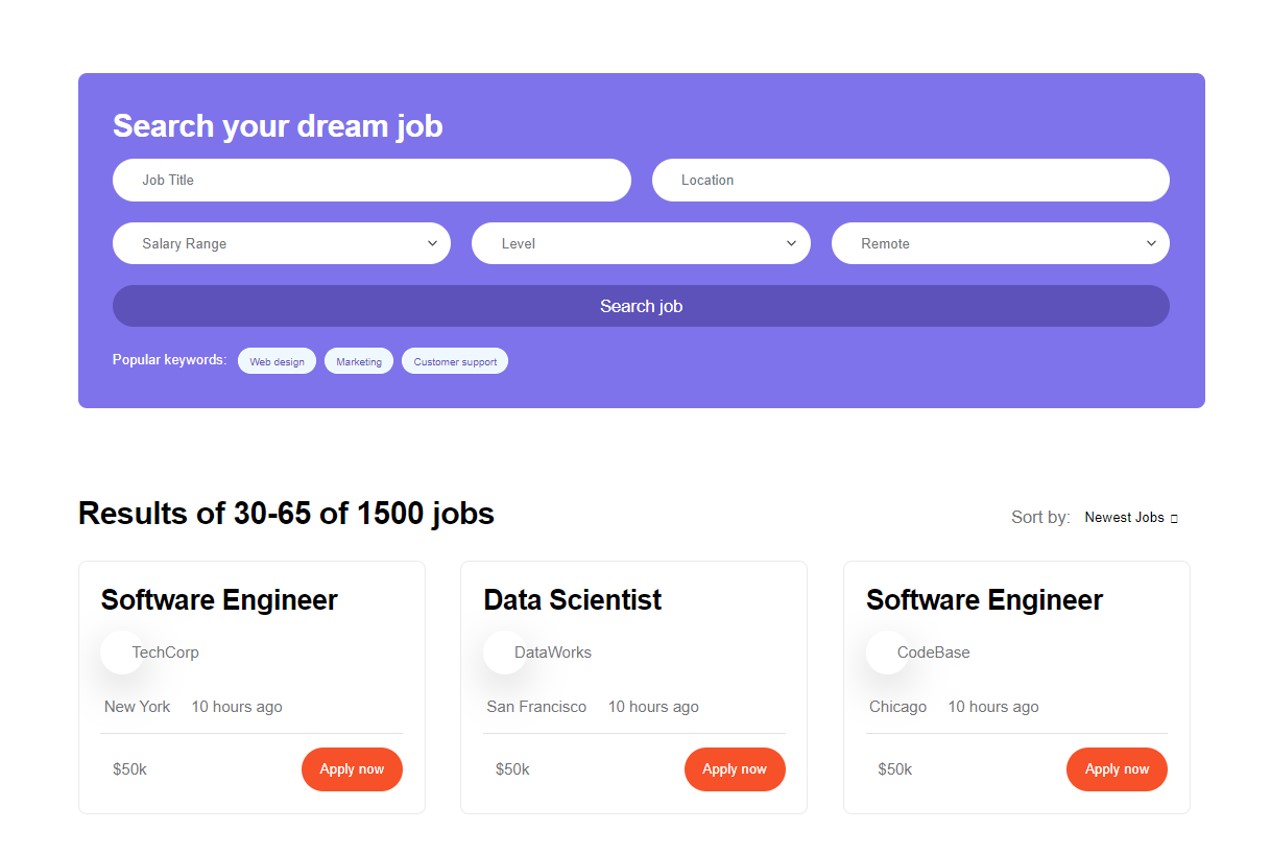 Search your dream job
Job Title
Location
Salary Range
Level
Remote
Search job
Popular keywords: Web design Marketing Customer support
Results of 30-65 of 1500 jobs
Sort by: Newest Jobs
Software Engineer
TechCorp
New York 10 hours ago
$50k
Apply now
Data Scientist
DataWorks
San Francisco 10 hours ago
$50k
Apply now
Software Engineer
CodeBase
Chicago 10 hours ago
$50k
Apply now